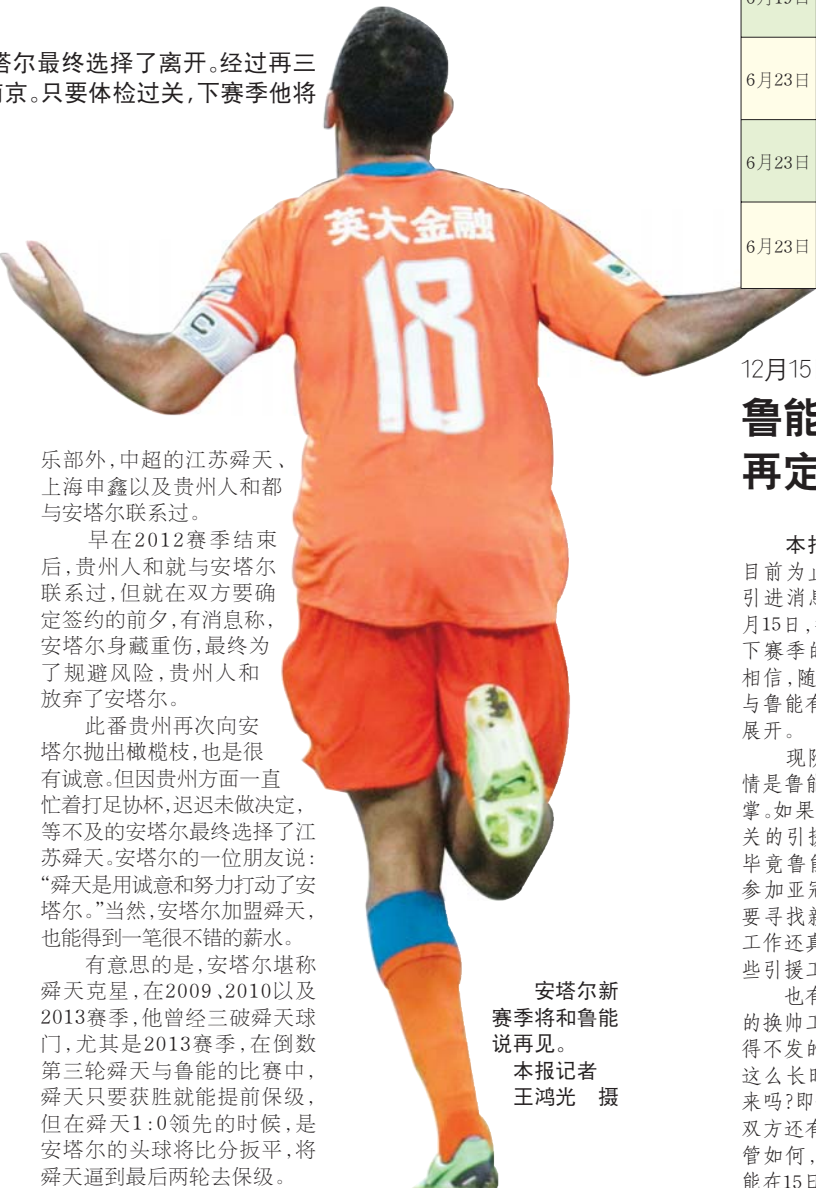 塔尔最终选择了离开。经过再三
南京。只要体检过关,下赛季他将
英大金融
18
C
乐部外,中超的江苏舜天、
上海申鑫以及贵州人和都
与安塔尔联系过。
早在2012赛季结束
后,贵州人和就与安塔尔
联系过,但就在双方要确
定签约的前夕,有消息称,
安塔尔身藏重伤,最终为
了规避风险,贵州人和
放弃了安塔尔。
此番贵州再次向安
塔尔抛出橄榄枝,也是很
有诚意。但因贵州方面一直
忙着打足协杯,迟迟未做决定,
等不及的安塔尔最终选择了江
苏舜天。安塔尔的一位朋友说:
“舜天是用诚意和努力打动了安
塔尔。”当然,安塔尔加盟舜天,
也能得到一笔很不错的薪水。
有意思的是,安塔尔堪称
舜天克星,在2009、2010以及
2013赛季,他曾经三破舜天球
门,尤其是2013赛季,在倒数
第三轮舜天与鲁能的比赛中,
舜天只要获胜就能提前保级,
但在舜天1:0领先的时候,是
安塔尔的头球将比分扳平,将
舜天逼到最后两轮去保级。
安塔尔新
赛季将和鲁能
说再见。
本报记者
王鸿光 摄
6月23日
6月23日
6月23日
12月15
鲁能
再定
本报
目前为止
引进消息
月15日,
下赛季的
相信,随
与鲁能有
展开。
现阶
情是鲁能
掌。如果
关的引援
毕竟鲁能
参加亚冠
要寻找新
工作还真
些引援工
也有
的换帅工
得不发的
这么长时
来吗?即
双方还有
管如何,
能在15日